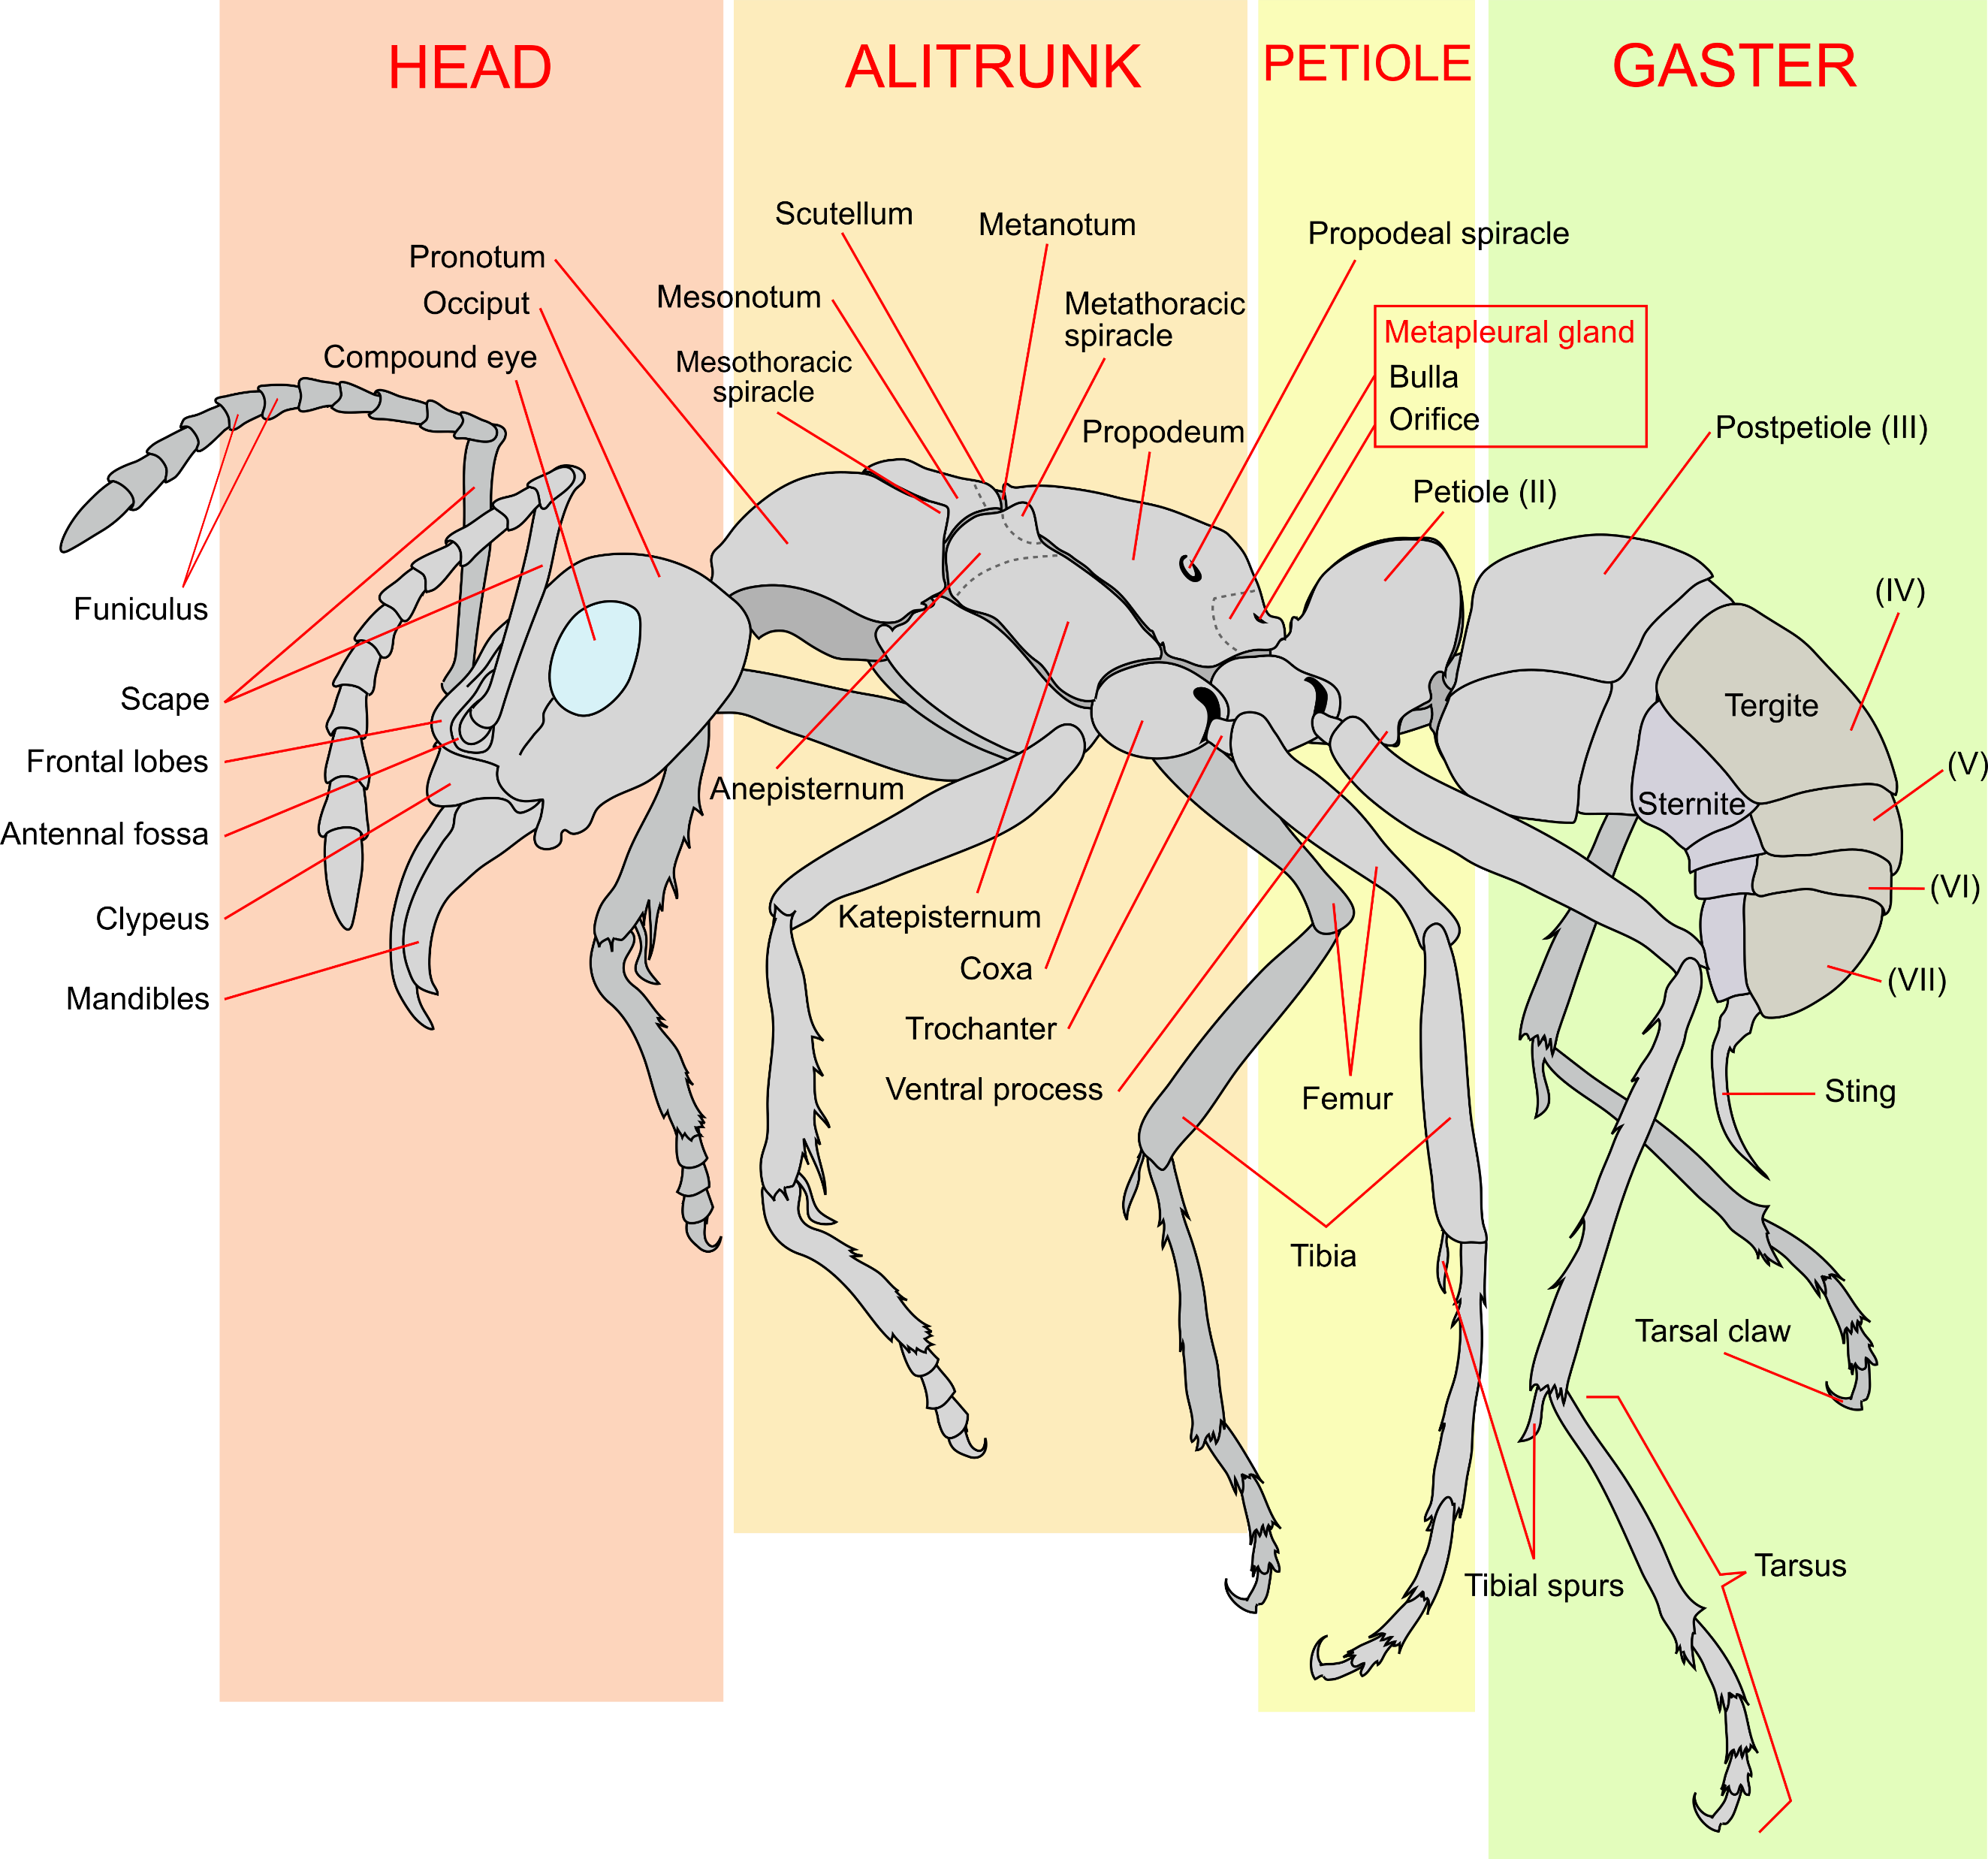 HEAD
ALITRUNK
PETIOLE
GASTER
Scutellum
Metanotum
Propodeal spiracle
Pronotum
Mesonotum
Occiput
Metathoracic
spiracle
Metapleural gland
Bulla
Orifice
Compound eye
Mesothoracic
spiracle
Propodeum
Postpetiole (III)
Petiole (II)
(IV)
Funiculus
Scape
Tergite
Frontal lobes
(V)
Anepisternum
Sternite
Antennal fossa
(VI)
Clypeus
Katepisternum
Coxa
(VII)
Mandibles
Trochanter
Ventral process
Femur
Sting
Tibia
Tarsal claw
Tarsus
Tibial spurs